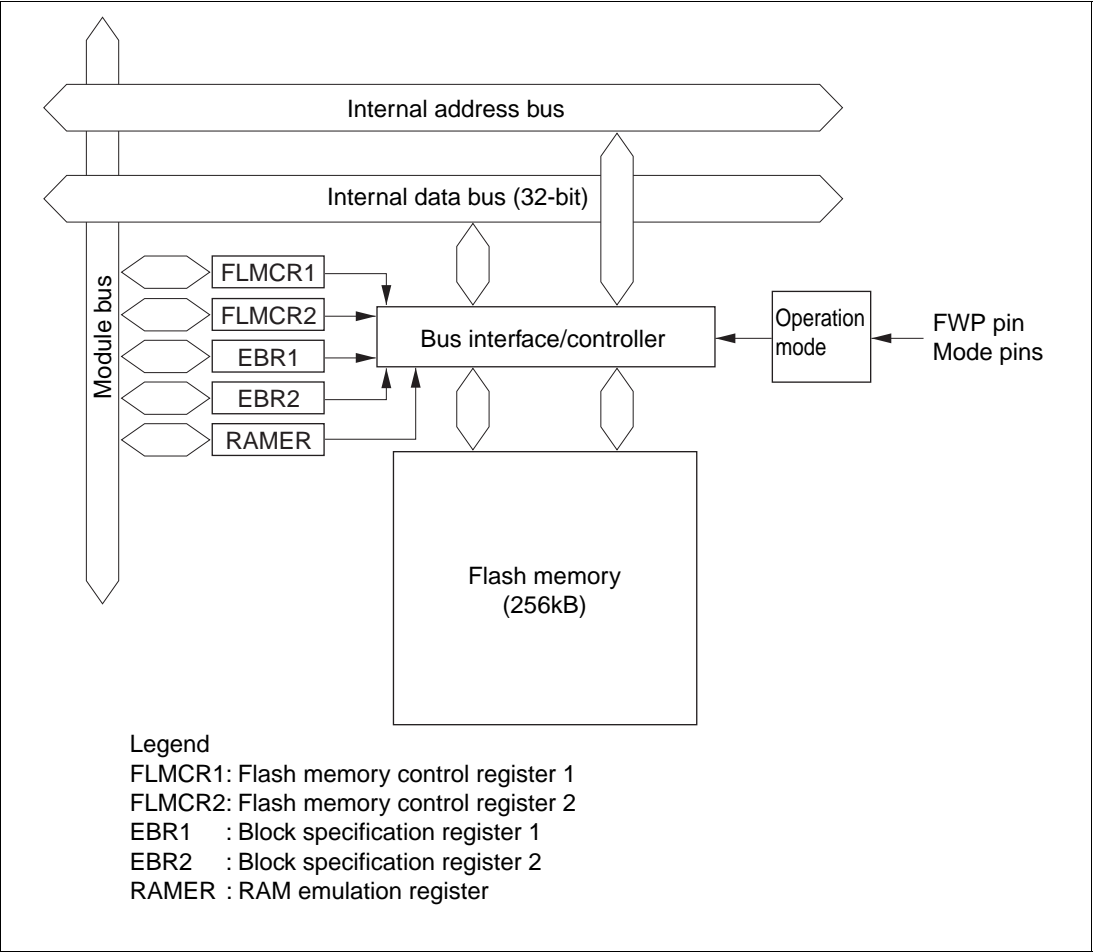 Internal address bus
Internal data bus (32-bit)
Module bus
FLMCR1
FLMCR2
EBR1
EBR2
RAMER
Bus interface/controller
Operation
mode
FWP pin
Mode pins
Flash memory
(256kB)
Legend
FLMCR1: Flash memory control register 1
FLMCR2: Flash memory control register 2
EBR1 : Block specification register 1
EBR2 : Block specification register 2
RAMER : RAM emulation register